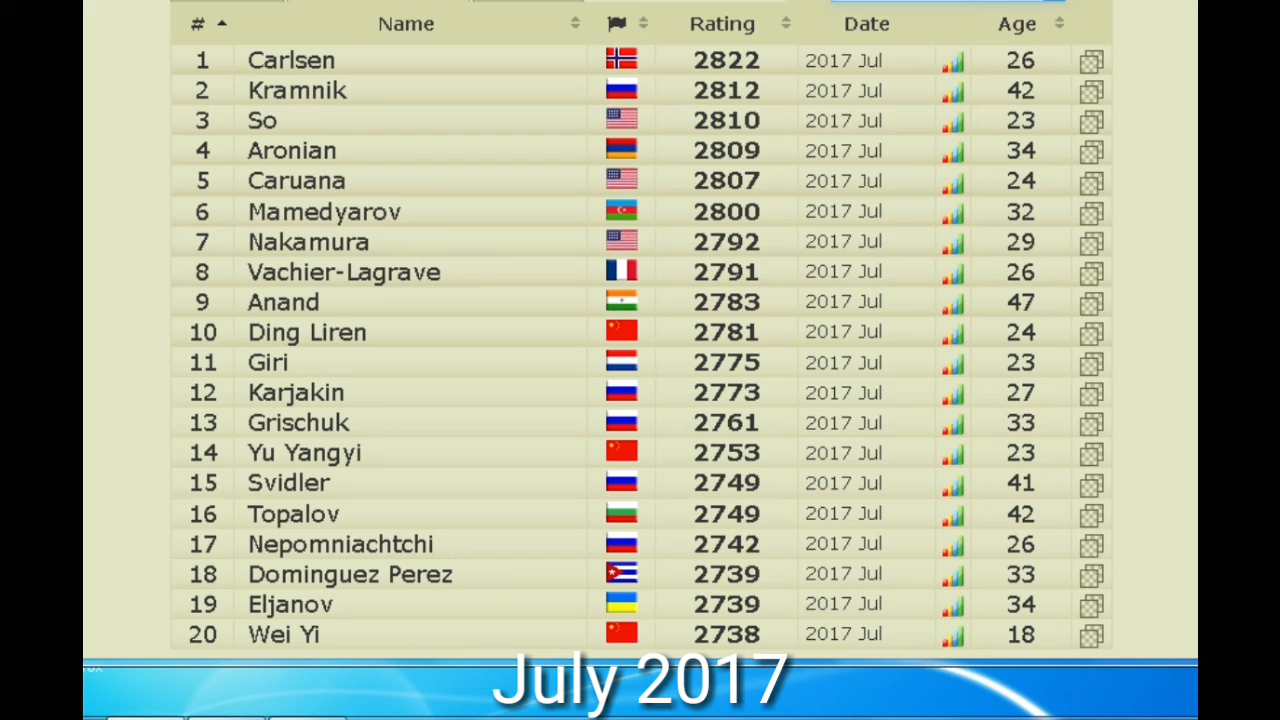 # Name Rating Date Age
1 Carlsen 2822 2017 Jul 26
2 Kramnik 2812 2017 Jul 42
3 So 2810 2017 Jul 23
4 Aronian 2809 2017 Jul 34
5 Caruana 2807 2017 Jul 24
6 Mamedyarov 2800 2017 Jul 32
7 Nakamura 2792 2017 Jul 29
8 Vachier-Lagrave 2791 2017 Jul 26
9 Anand 2783 2017 Jul 47
10 Ding Liren 2781 2017 Jul 24
11 Giri 2775 2017 Jul 23
12 Karjakin 2773 2017 Jul 27
13 Grischuk 2761 2017 Jul 33
14 Yu Yangyi 2753 2017 Jul 23
15 Svidler 2749 2017 Jul 41
16 Topalov 2749 2017 Jul 42
17 Nepomniachtchi 2742 2017 Jul 26
18 Dominguez Perez 2739 2017 Jul 33
19 Eljanov 2739 2017 Jul 34
20 Wei Yi 2738 2017 Jul 18
July 2017